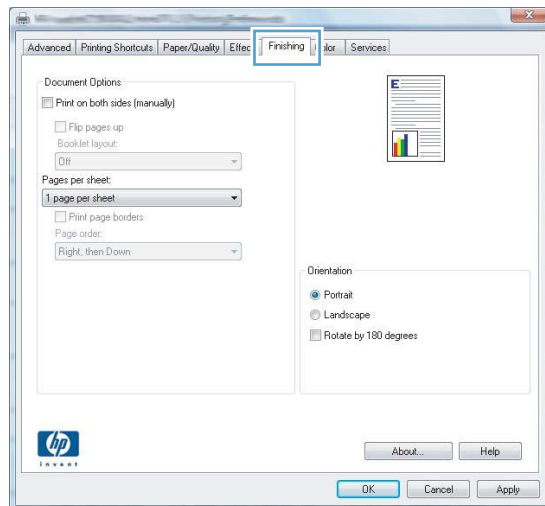 Advanced
Printing Shortcuts
Paper/Quality
Effec
Finishing
olor
Services
Document Options
Print on both sides (manually)
Flip pages up
Booklet layout:
Off
Pages per sheet:
1 page per sheet
Print page borders
Page order:
Right, then Down
E
Orientation
Portrait
Landscape
Rotate by 180 degrees
hp
invent
About...
Help
OK
Cancel
Apply